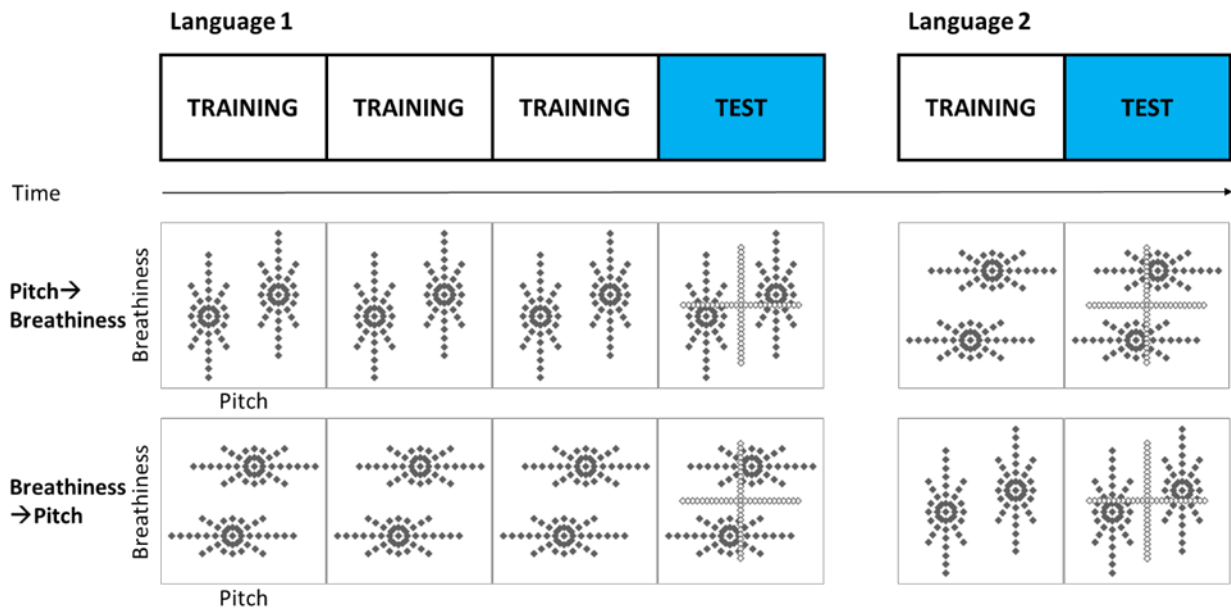 Language 1
Language 2
TRAINING
TRAINING
TRAINING
TEST
TRAINING
TEST
Time
Pitch→
Breathiness
Breathiness
Pitch
Breathiness
→Pitch
Breathiness
Pitch